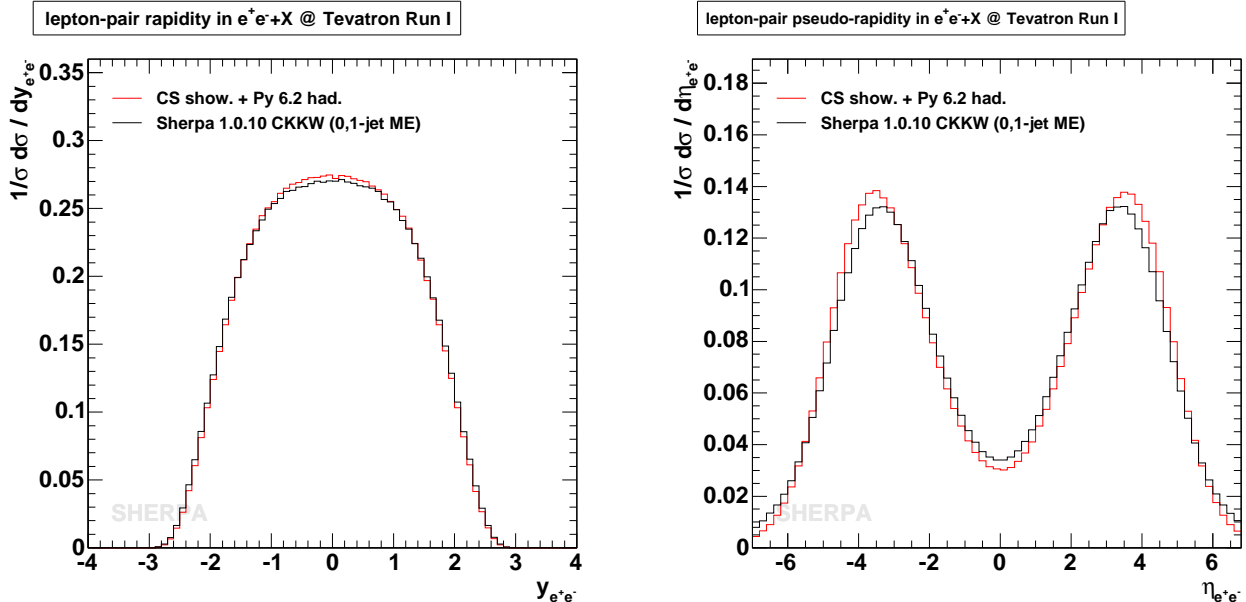 lepton-pair rapidity in e⁺e⁻+X @ Tevatron Run I
1/σ dσ / dy e⁺e⁻
0.35
0.3
0.25
0.2
0.15
0.1
0.05
0
CS show. + Py 6.2 had.
Sherpa 1.0.10 CKKW (0,1-jet ME)
SHERPA
-4 -3 -2 -1 0 1 2 3 4
y e⁺e⁻
lepton-pair pseudo-rapidity in e⁺e⁻+X @ Tevatron Run I
1/σ dσ / dη e⁺e⁻
0.18
0.16
0.14
0.12
0.1
0.08
0.06
0.04
0.02
0
CS show. + Py 6.2 had.
Sherpa 1.0.10 CKKW (0,1-jet ME)
SHERPA
-6 -4 -2 0 2 4 6
η e⁺e⁻